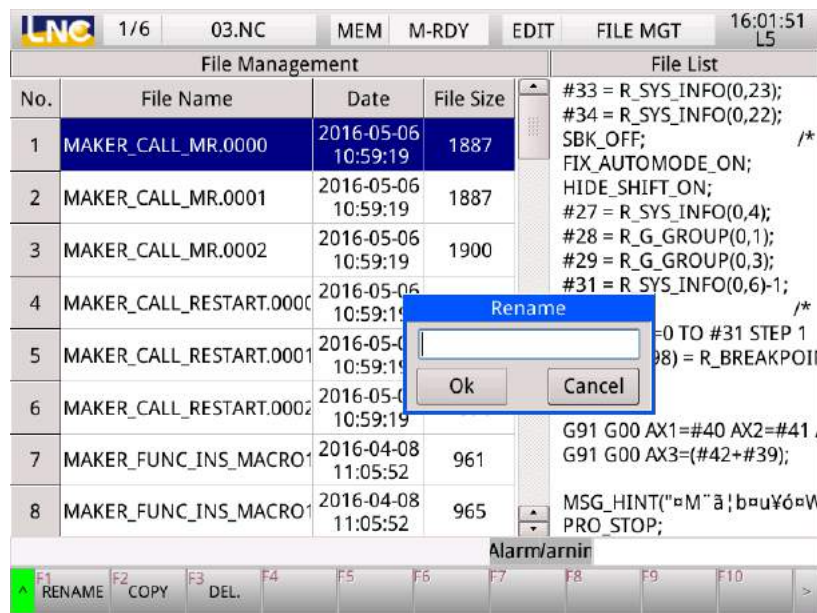 LNC 1/6 03.NC MEM M-RDY EDIT FILE MGT 16:01:51
L5
File Management File List
No. File Name Date File Size
1 MAKER_CALL_MR.0000 2016-05-06 10:59:19 1887
2 MAKER_CALL_MR.0001 2016-05-06 10:59:19 1887
3 MAKER_CALL_MR.0002 2016-05-06 10:59:19 1900
4 MAKER_CALL_RESTART.000 2016-05-06 10:59:1
5 MAKER_CALL_RESTART.0001 2016-05-0 10:59:19
6 MAKER_CALL_RESTART.0002 2016-05-0 10:59:19
7 MAKER_FUNC_INS_MACRO1 2016-04-08 11:05:52 961
8 MAKER_FUNC_INS_MACRO1 2016-04-08 11:05:52 965
#33 = R_SYS_INFO(0,23);
#34 = R_SYS_INFO(0,22);
SBK_OFF; /*
FIX_AUTOMODE_ON;
HIDE_SHIFT_ON;
#27 = R_SYS_INFO(0,4);
#28 = R_G_GROUP(0,1);
#29 = R_G_GROUP(0,3);
#31 = R_SYS_INFO(0,6)-1;
/*
=0 TO #31 STEP 1
98) = R_BREAKPOI
G91 G00 AX1=#40 AX2=#41
G91 G00 AX3=(#42+#39);
MSG_HINT("¤M¨ã¦b¤u¥ó¤W
PRO_STOP;
Rename
Ok Cancel
Alarm/arnin
^ F1 RENAME F2 COPY F3 DEL. F4 F5 F6 F7 F8 F9 F10 >